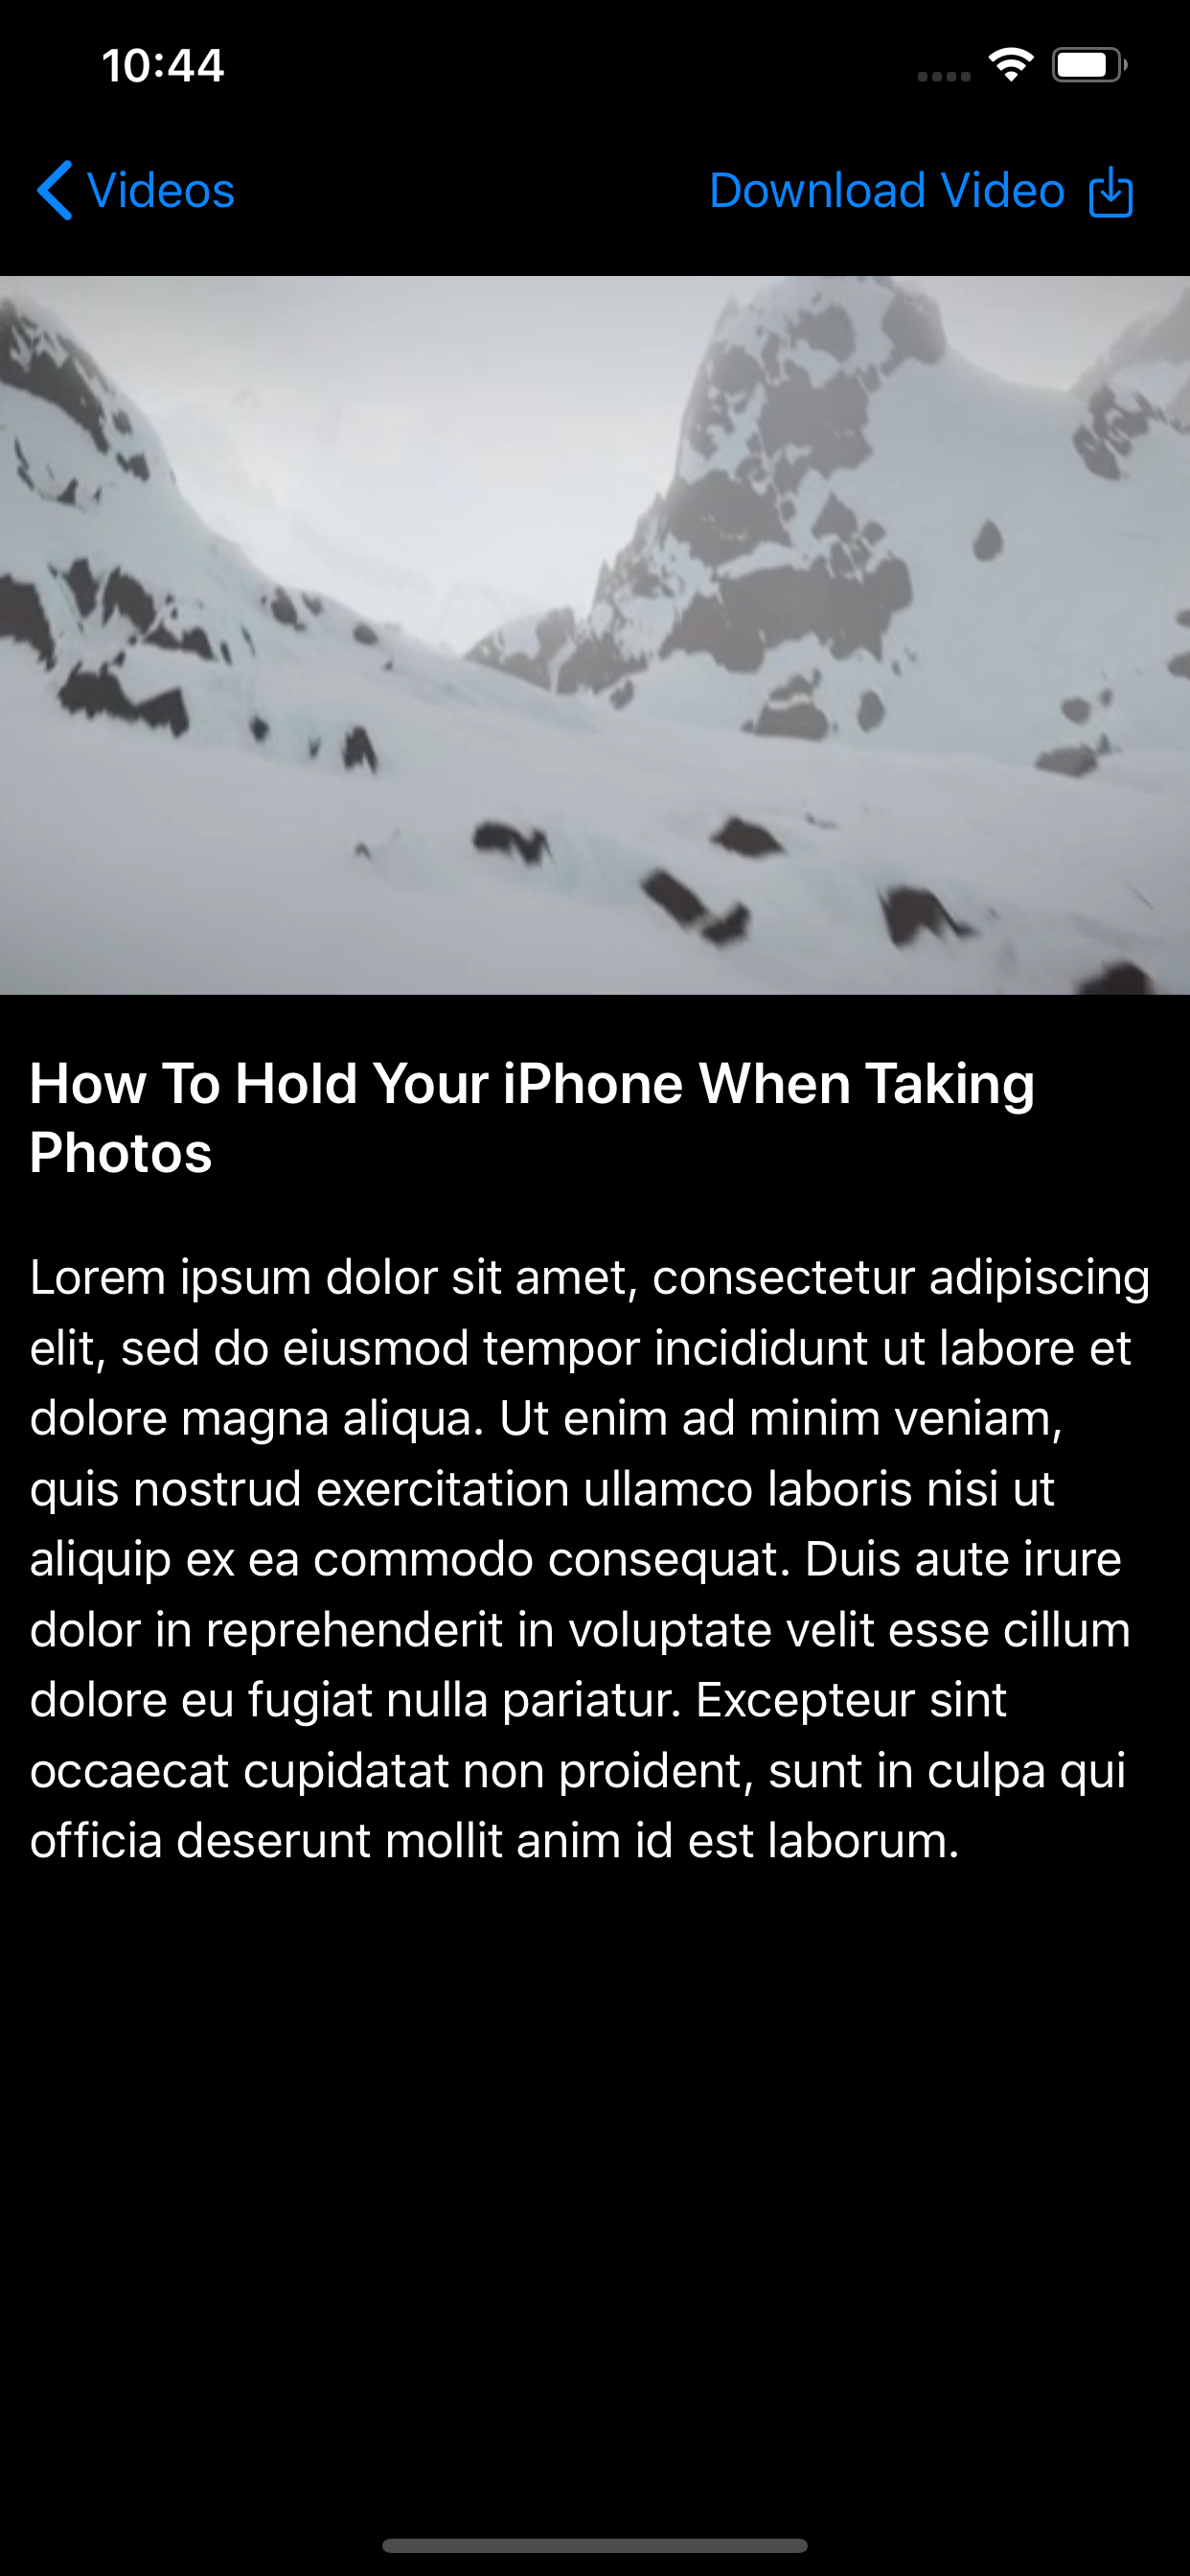 10:44
Videos
Download Video
How To Hold Your iPhone When Taking
Photos
Lorem ipsum dolor sit amet, consectetur adipiscing
elit, sed do eiusmod tempor incididunt ut labore et
dolore magna aliqua. Ut enim ad minim veniam,
quis nostrud exercitation ullamco laboris nisi ut
aliquip ex ea commodo consequat. Duis aute irure
dolor in reprehenderit in voluptate velit esse cillum
dolore eu fugiat nulla pariatur. Excepteur sint
occaecat cupidatat non proident, sunt in culpa qui
officia deserunt mollit anim id est laborum.